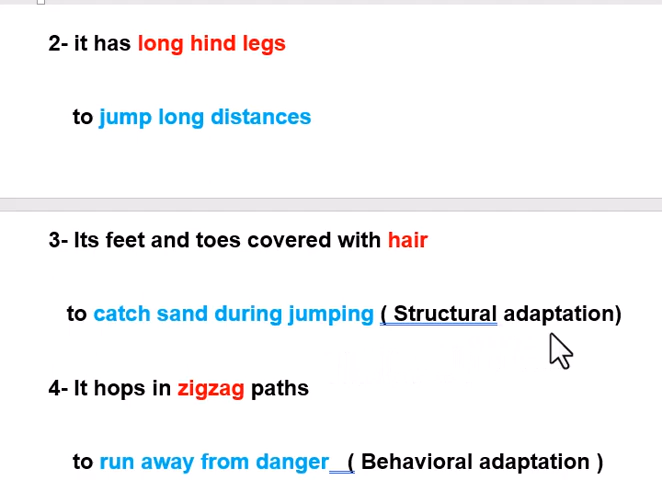 2- it has long hind legs
to jump long distances
3- Its feet and toes covered with hair
to catch sand during jumping ( Structural adaptation)
4- It hops in zigzag paths
to run away from danger ( Behavioral adaptation )